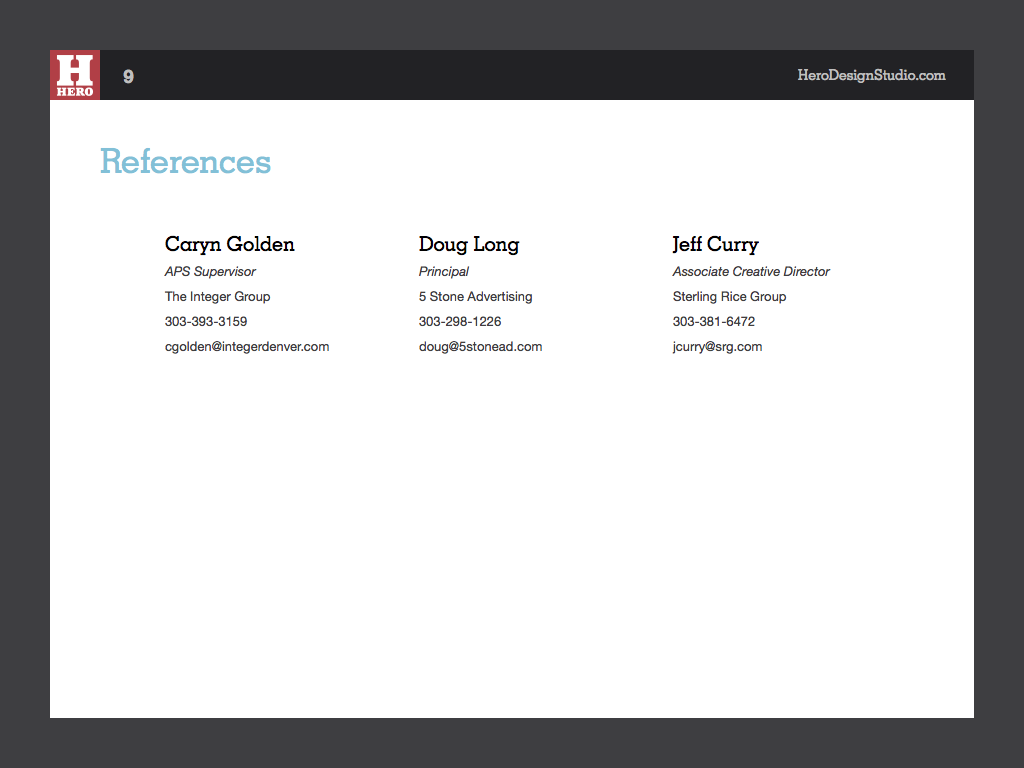 H
HERO
9
HeroDesignStudio.com
References
Caryn Golden
APS Supervisor
The Integer Group
303-393-3159
cgolden@integerdenver.com
Doug Long
Principal
5 Stone Advertising
303-298-1226
doug@5stonead.com
Jeff Curry
Associate Creative Director
Sterling Rice Group
303-381-6472
jcurry@srg.com